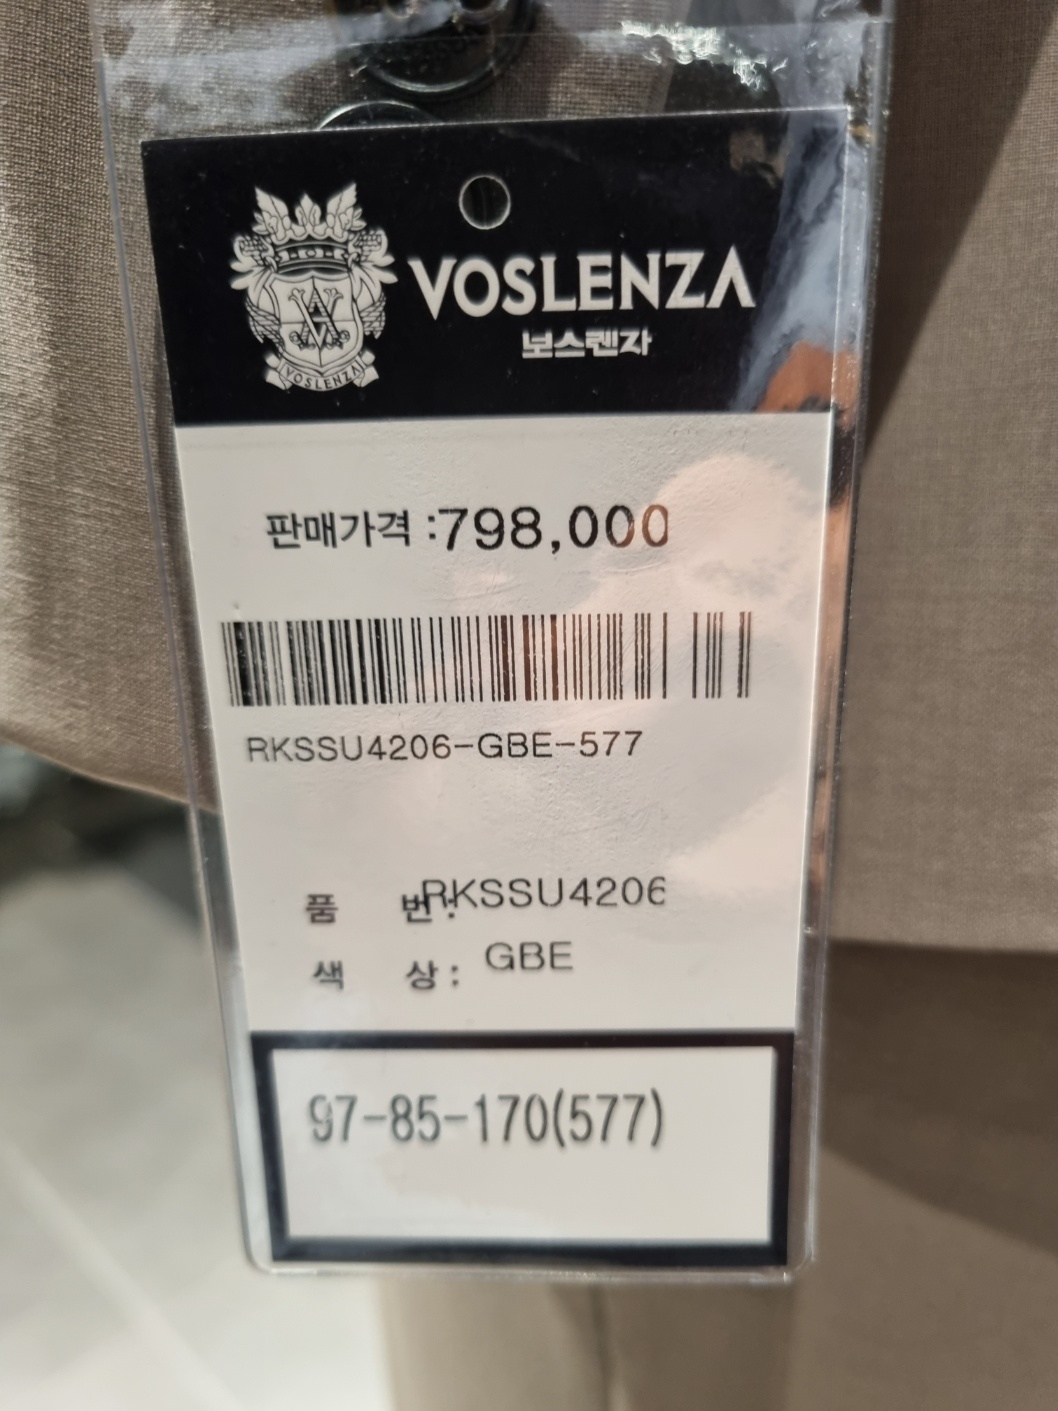 VOSLENZA
보스렌자
VOSLENZA
판매가격 :798,000
RKSSU4206-GBE-577
품 번: RKSSU4206
색 상: GBE
97-85-170(577)